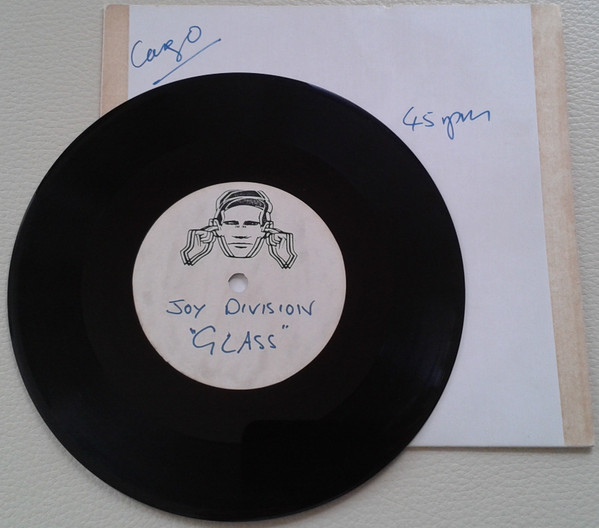 Cargo
45 rpm
JOY DIVISION
"GLASS"